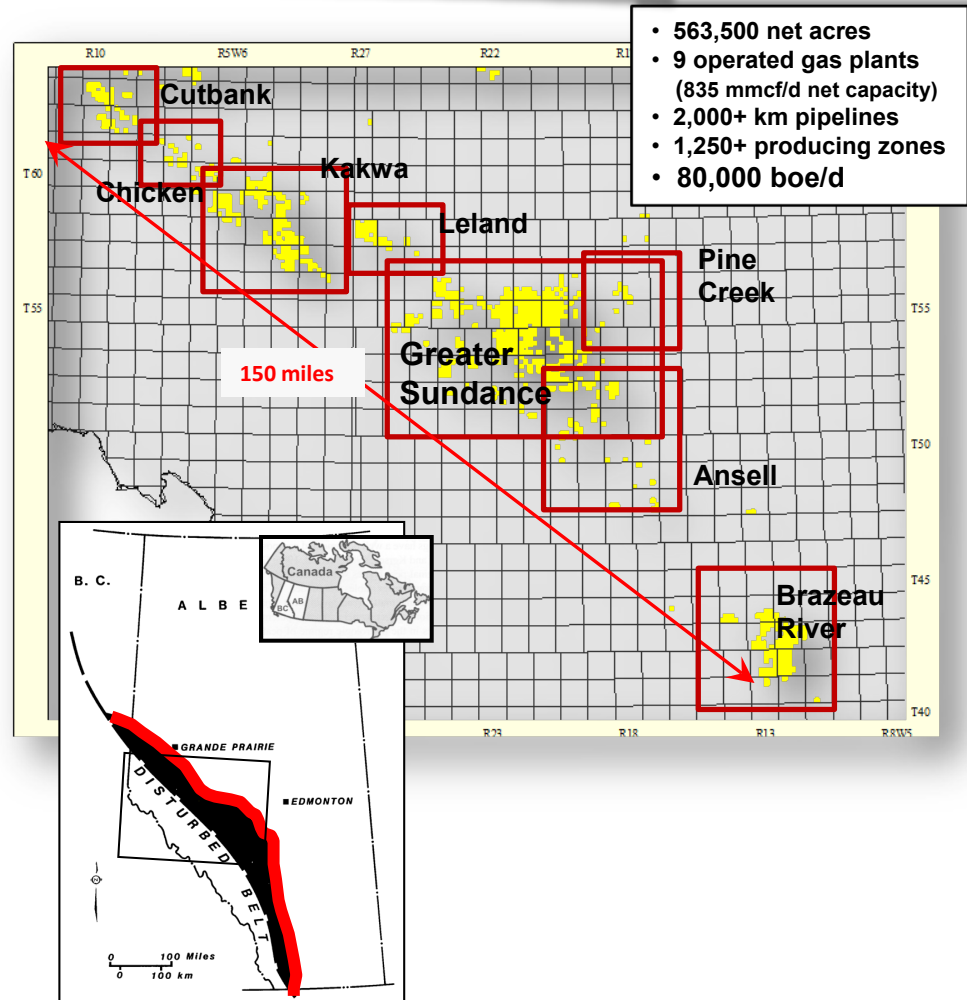 • 563,500 net acres
• 9 operated gas plants
(835 mmcf/d net capacity)
• 2,000+ km pipelines
• 1,250+ producing zones
• 80,000 boe/d
R10
R5W6
R27
R22
Cutbank
T60
Chicken
Kakwa
Leland
Pine
Creek
T55
T55
150 miles
Greater
Sundance
T50
Ansell
T45
Brazeau
River
T40
R23
R18
R13
R8W5
B. C.
A L B E
Canada
BC
AB
GRANDE PRAIRIE
EDMONTON
DISTURBED BELT
N
0 100 Miles
0 100 km